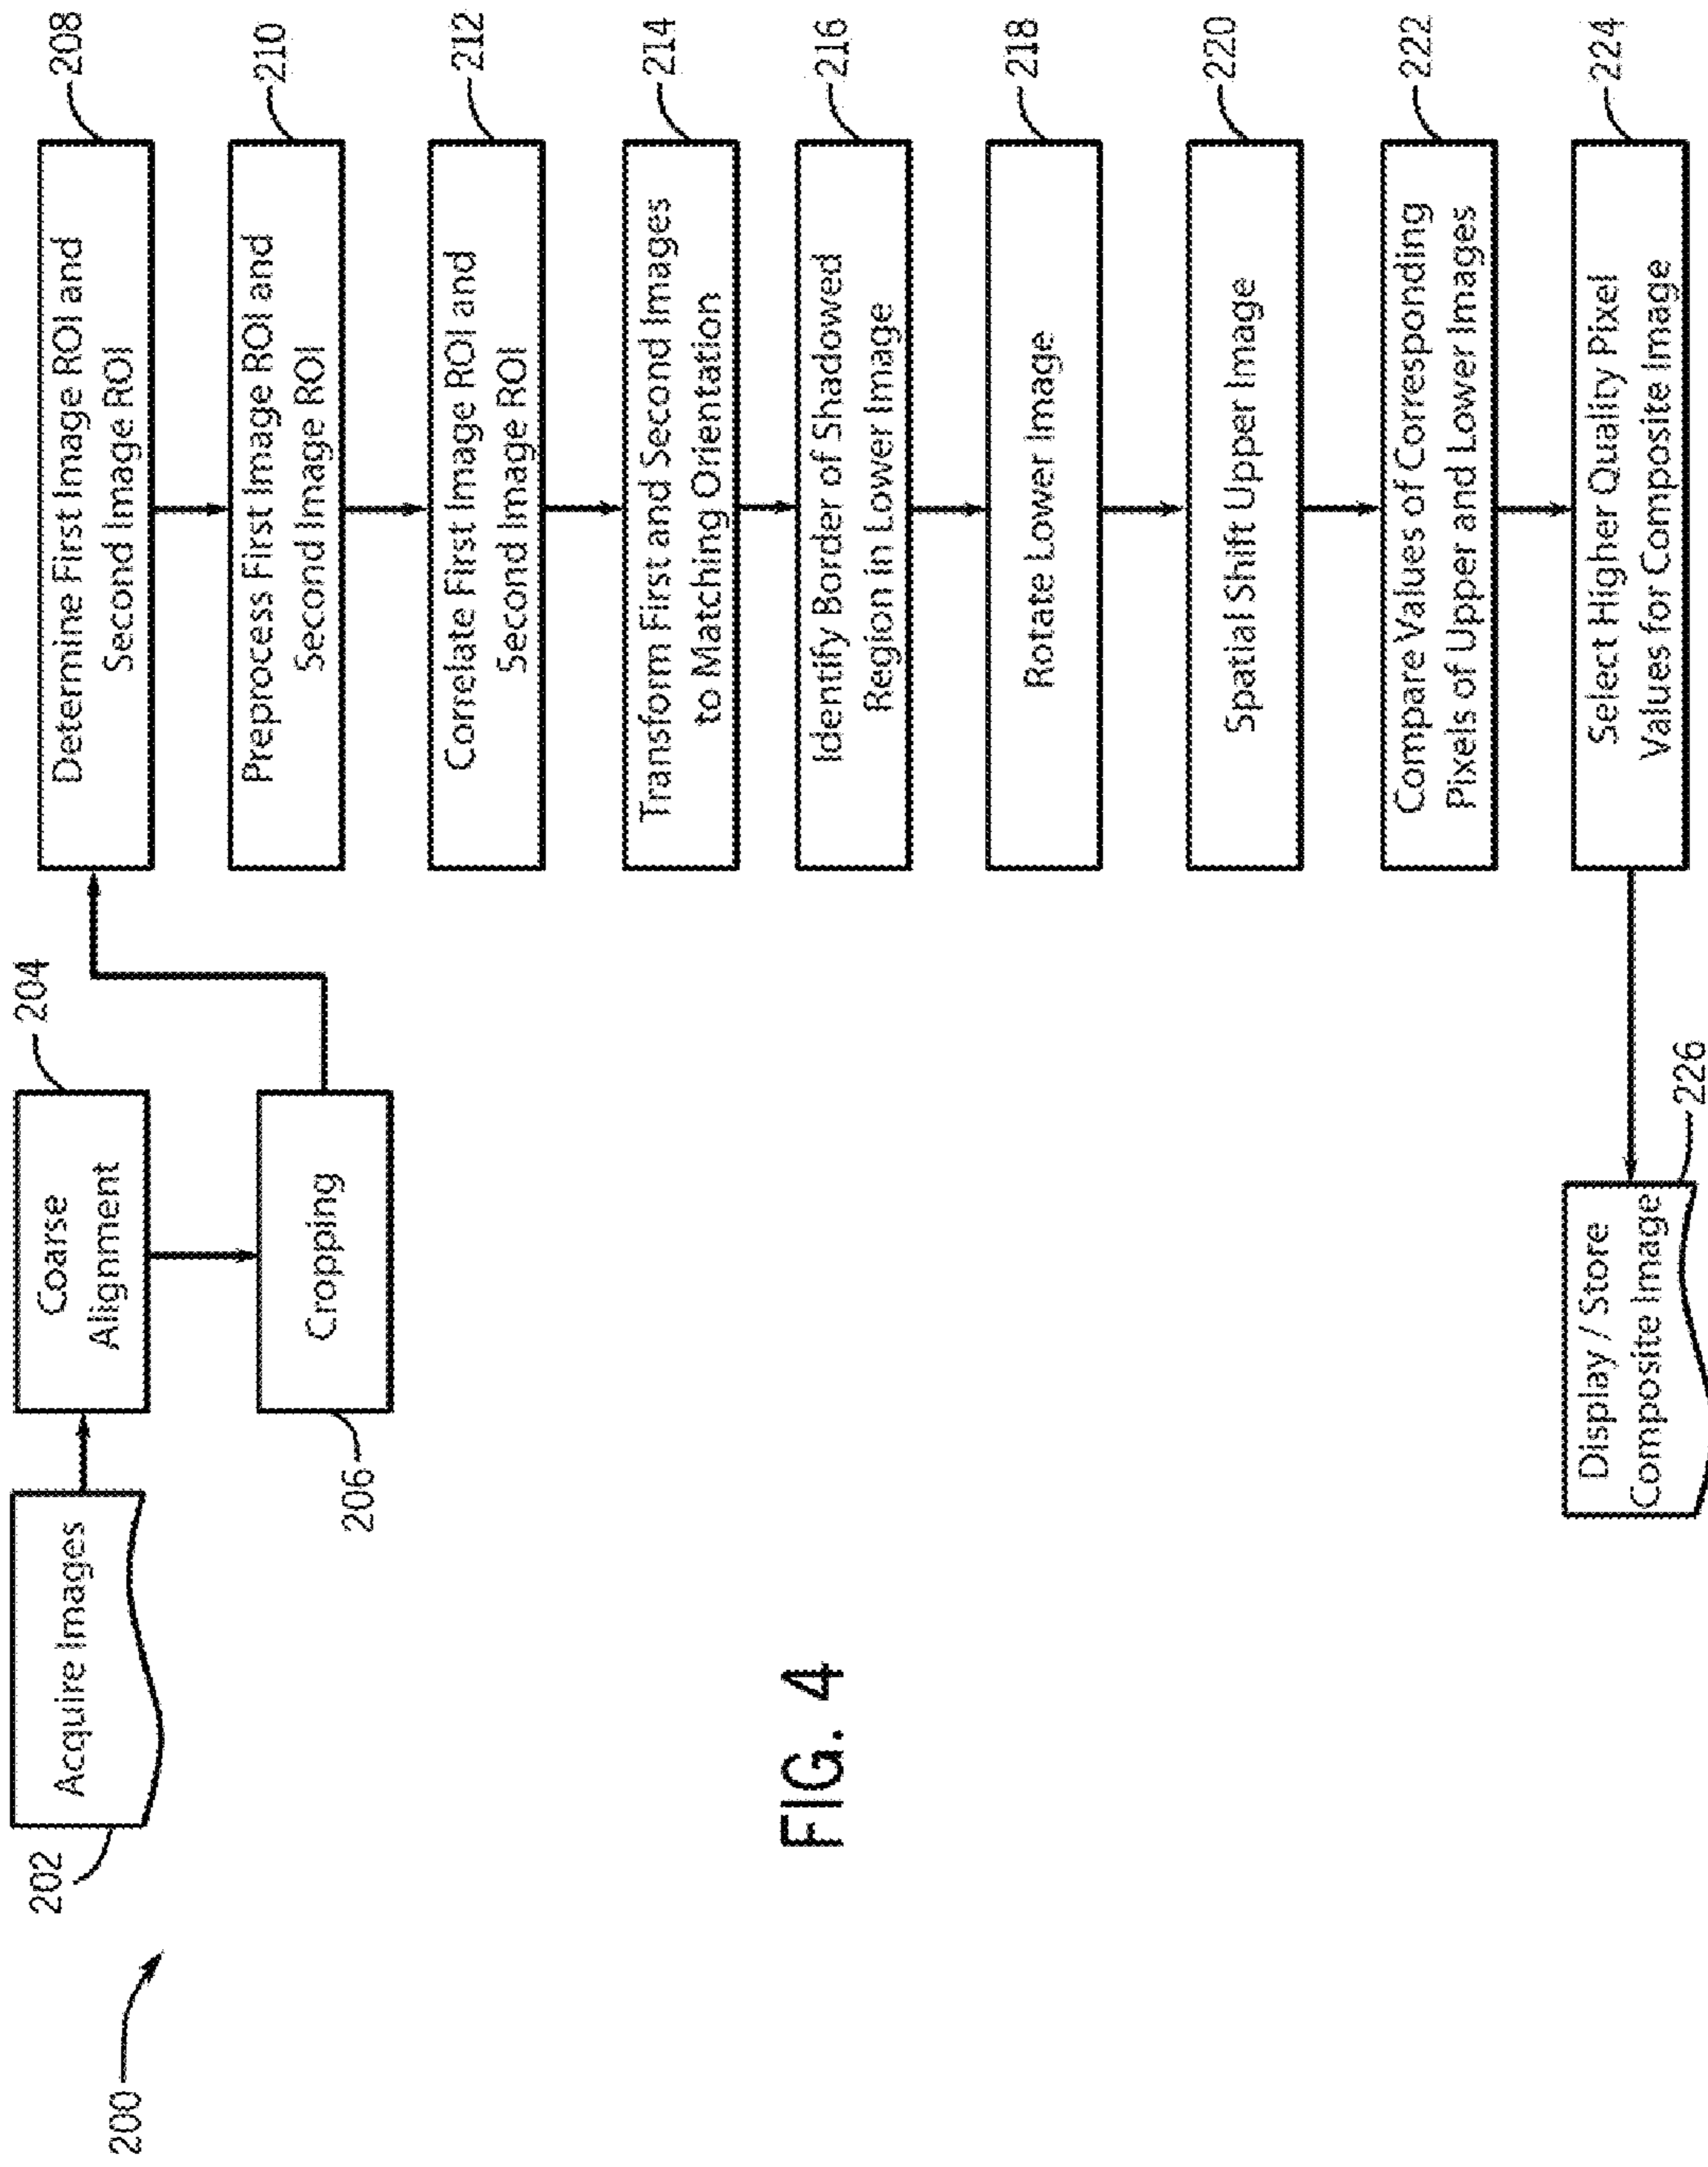 200
202
Acquire Images
204
Coarse
Alignment
206
Cropping
208
Determine First Image ROI and
Second Image ROI
210
Preprocess First Image ROI and
Second Image ROI
212
Correlate First Image ROI and
Second Image ROI
214
Transform First and Second Images
to Matching Orientation
216
Identify Border of Shadowed
Region in Lower Image
218
Rotate Lower Image
220
Spatial Shift Upper Image
222
Compare Values of Corresponding
Pixels of Upper and Lower Images
224
Select Higher Quality Pixel
Values for Composite Image
226
Display / Store
Composite Image
FIG. 4